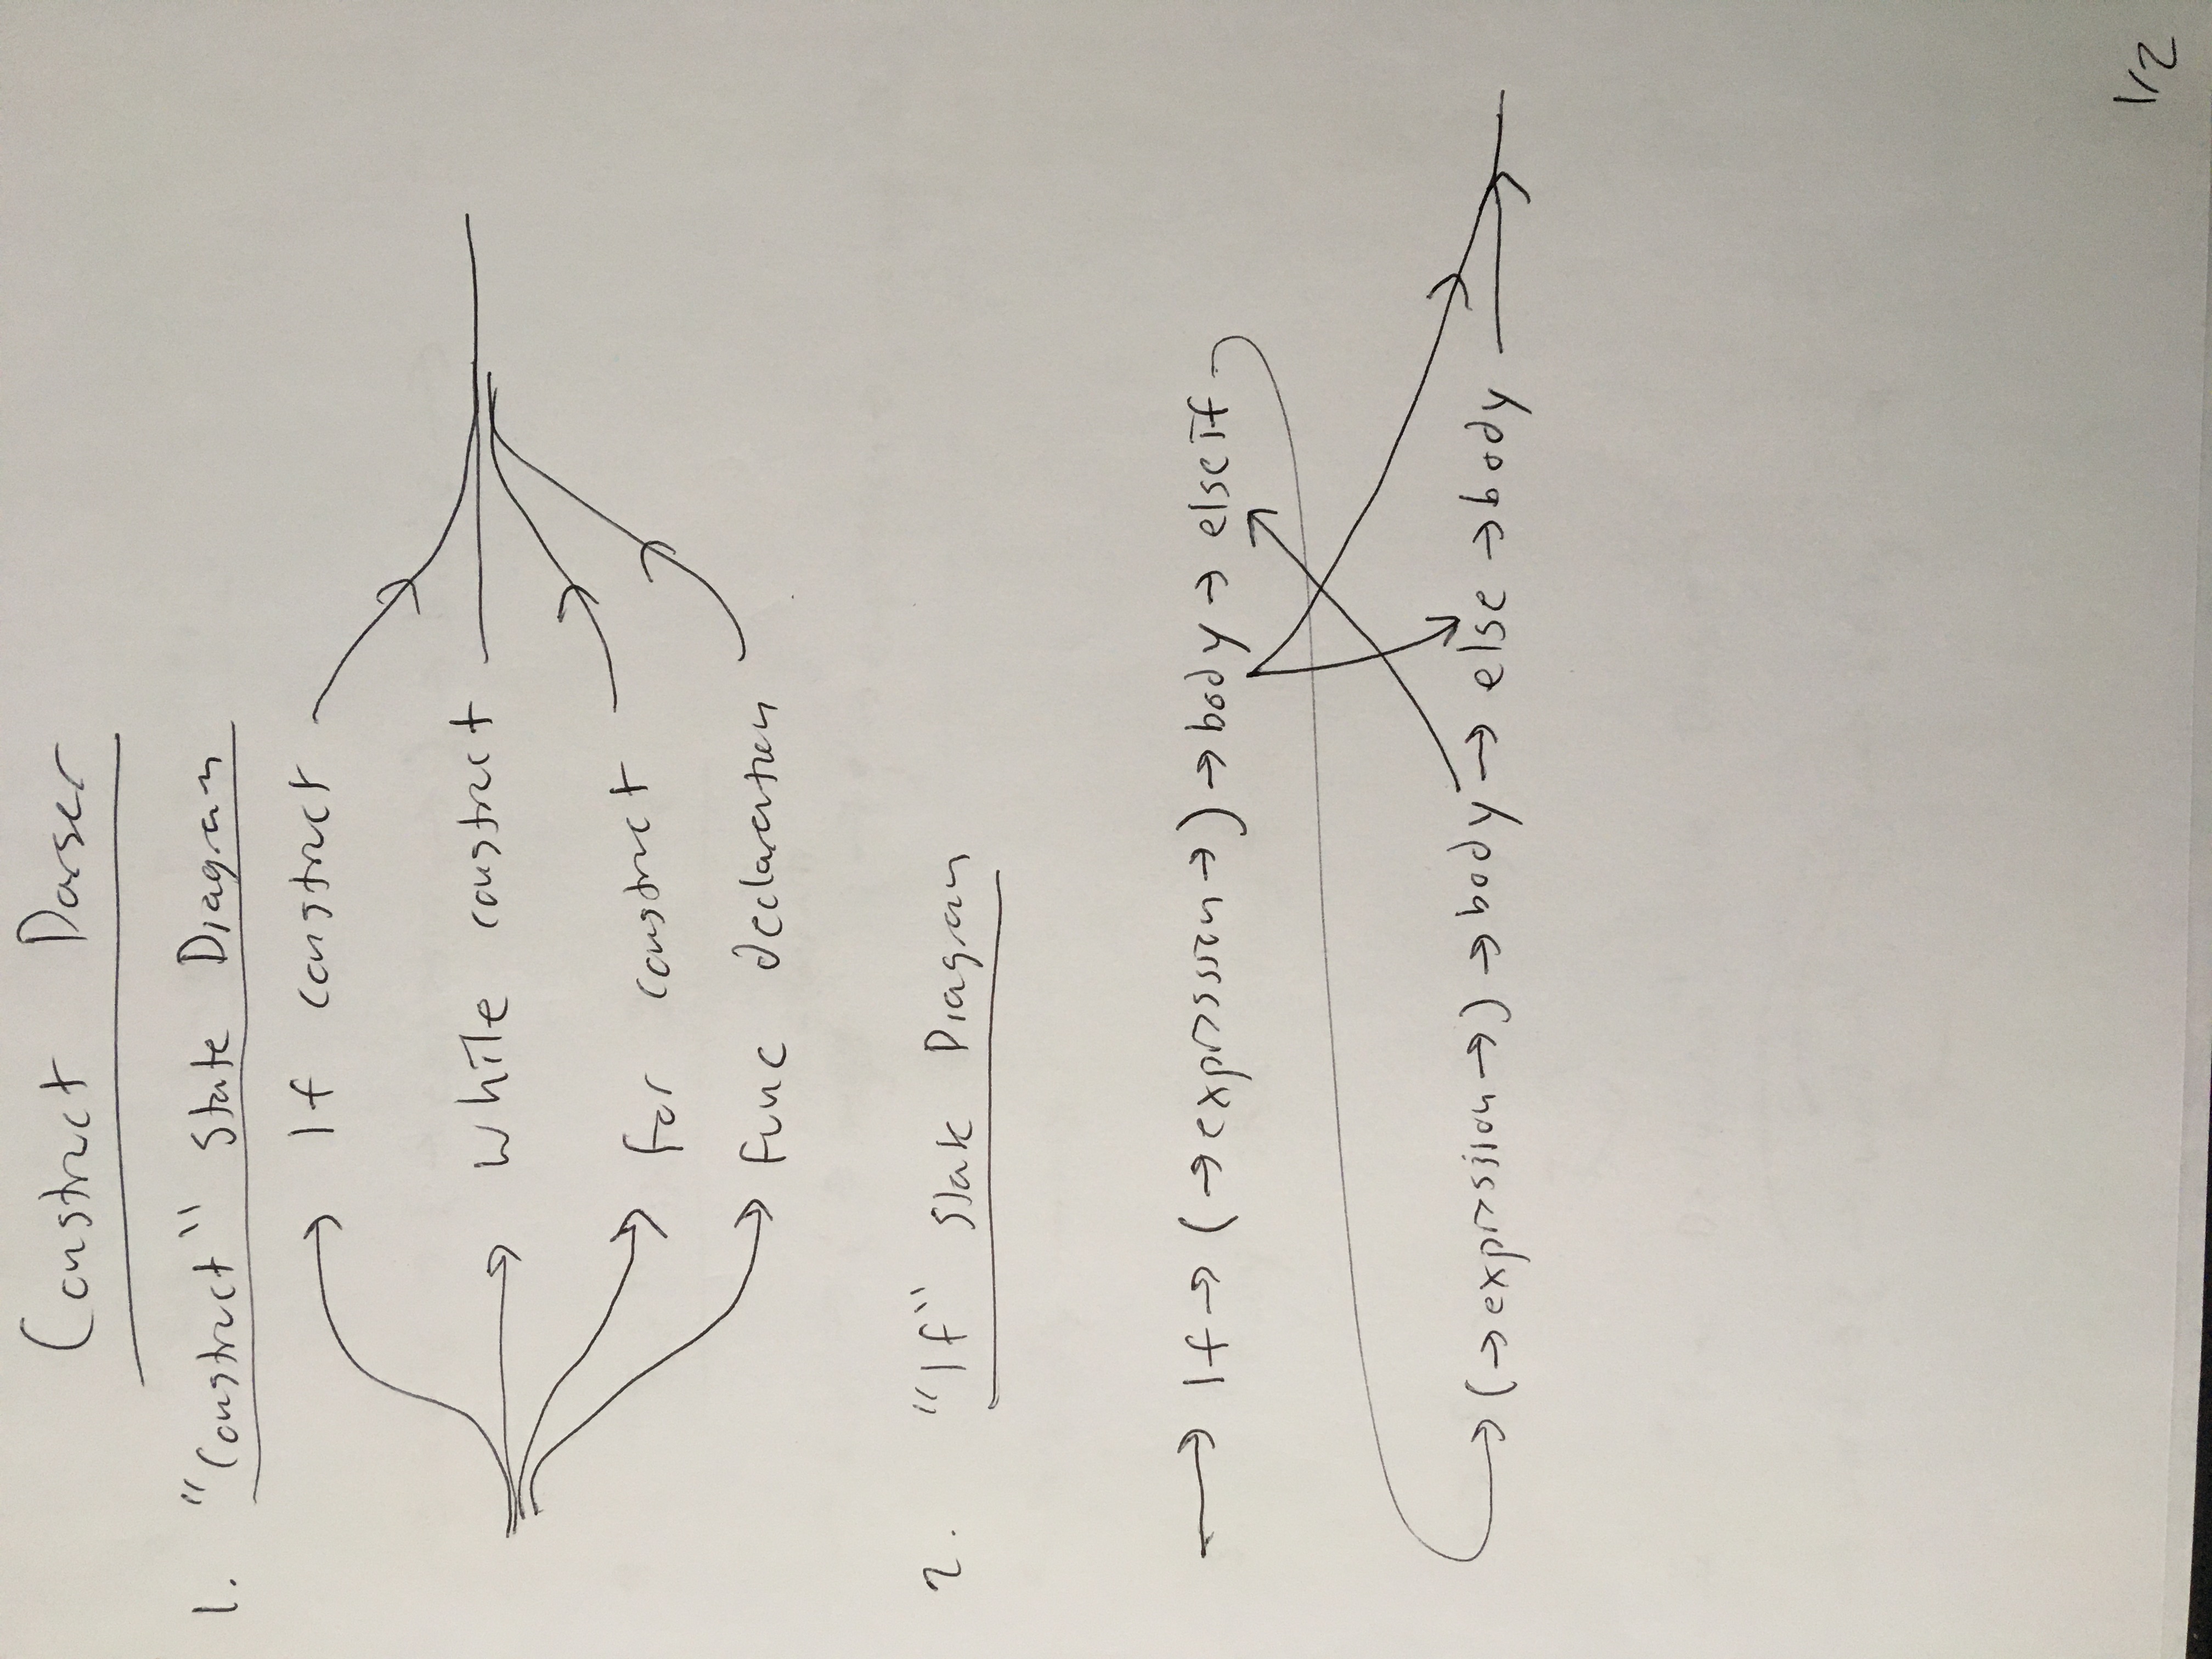 Construct Parser
1. "Construct" State Diagram
If construct
while construct
for construct
func declaration
2. "If" State Diagram
→ If → ( → expression → ) → body → elseif
→ ( → expression → ) → body → else → body
1/2